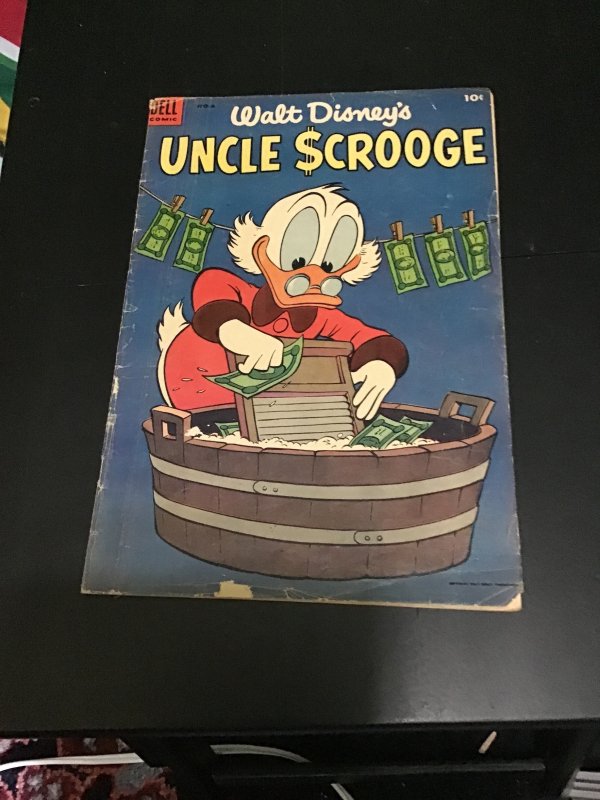 DELL
COMIC
10¢
Walt Disney's
UNCLE $CROOGE